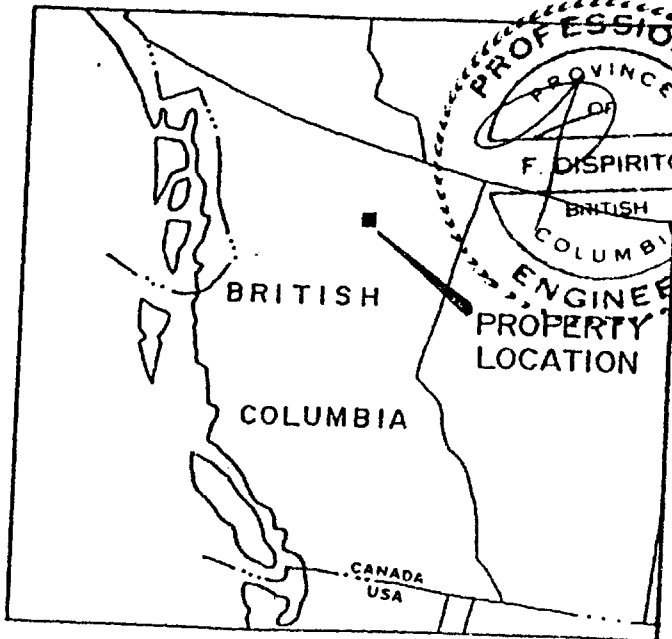 PROFESSIO
PROVINCE
OF
F. DISPIRITO
BRITISH
COLUMBI
ENGINEE
BRITISH
PROPERTY
LOCATION
COLUMBIA
CANADA
USA